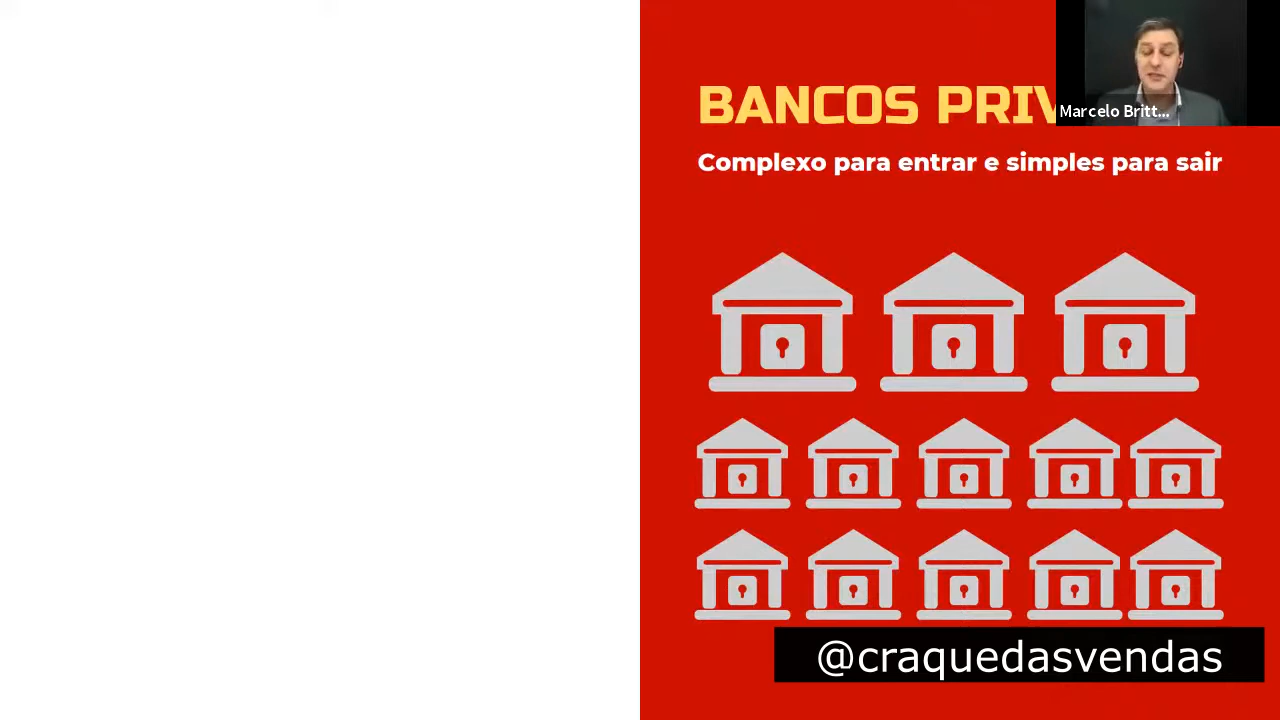 BANCOS PRIV
Marcelo Britt...
Complexo para entrar e simples para sair
@craquedasvendas